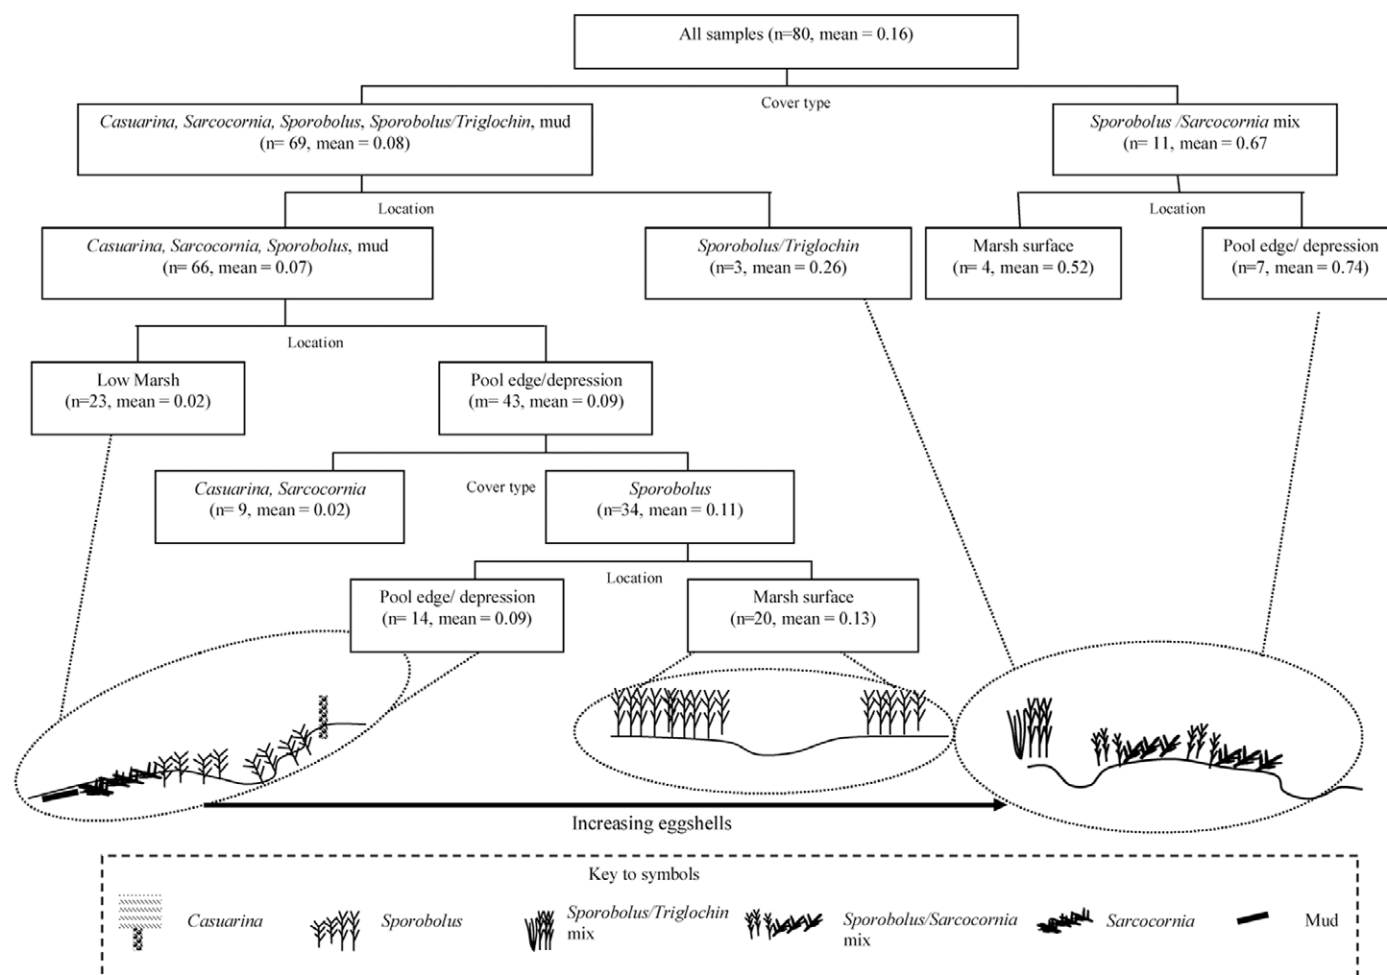 All samples (n=80, mean = 0.16)
Cover type
Casuarina, Sarcocornia, Sporobolus, Sporobolus/Triglochin, mud
(n= 69, mean = 0.08)
Sporobolus /Sarcocornia mix
(n= 11, mean = 0.67
Location
Location
Casuarina, Sarcocornia, Sporobolus, mud
(n= 66, mean = 0.07)
Sporobolus/Triglochin
(n=3, mean = 0.26)
Marsh surface
(n= 4, mean = 0.52)
Pool edge/ depression
(n=7, mean = 0.74)
Location
Low Marsh
(n=23, mean = 0.02)
Pool edge/depression
(m= 43, mean = 0.09)
Casuarina, Sarcocornia
(n= 9, mean = 0.02)
Cover type
Sporobolus
(n=34, mean = 0.11)
Location
Pool edge/ depression
(n= 14, mean = 0.09)
Marsh surface
(n=20, mean = 0.13)
Increasing eggshells
Key to symbols
Casuarina
Sporobolus
Sporobolus/Triglochin
mix
Sporobolus/Sarcocornia
mix
Sarcocornia
Mud